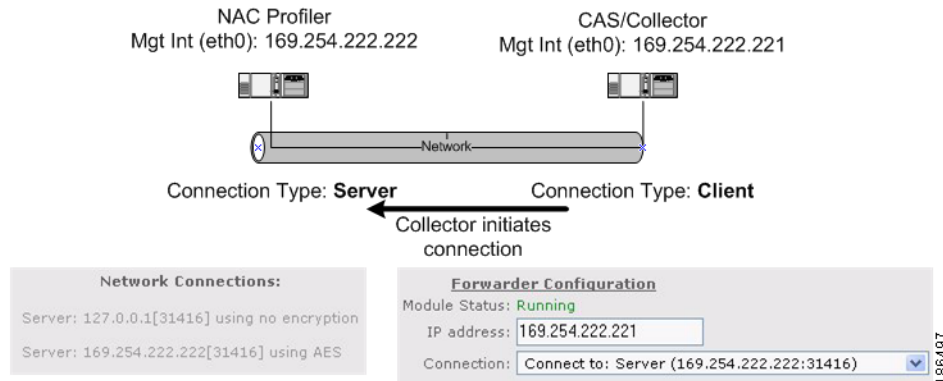 NAC Profiler
Mgt Int (eth0): 169.254.222.222
CAS/Collector
Mgt Int (eth0): 169.254.222.221
Network
Connection Type: Server
Connection Type: Client
Collector initiates
connection
Network Connections:
Server: 127.0.0.1[31416] using no encryption
Server: 169.254.222.222[31416] using AES
Forwarder Configuration
Module Status: Running
IP address: 169.254.222.221
Connection: Connect to: Server (169.254.222.222:31416)